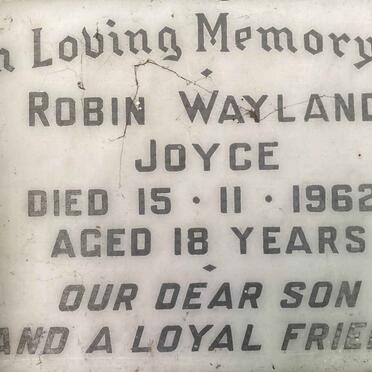 n Loving Memory
ROBIN WAYLAND
JOYCE
DIED 15 · 11 · 1962
AGED 18 YEARS
OUR DEAR SON
AND A LOYAL FRIE